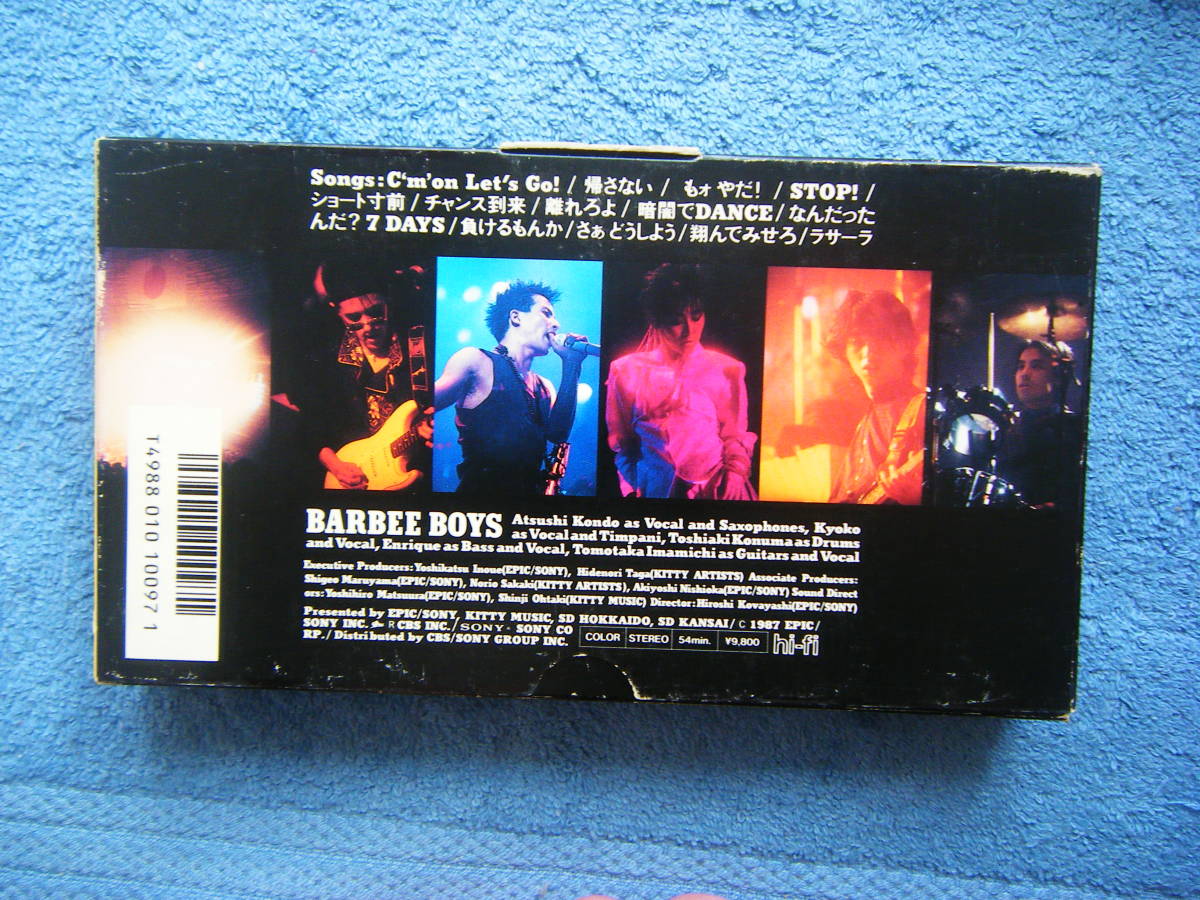 Songs:C'm'on Let's Go! / 帰さない / もォ やだ! / STOP! /
ショート寸前 / チャンス到来 / 離れろよ / 暗闇でDANCE / なんだった
んだ? 7 DAYS / 負けるもんか / さぁどうしよう / 翔んでみせろ / ラサーラ
BARBEE BOYS Atsushi Kondo as Vocal and Saxophones, Kyoko
as Vocal and Timpani, Toshiaki Konuma as Drums
and Vocal, Enrique as Bass and Vocal, Tomotaka Imamichi as Guitars and Vocal
Executive Producers:Yoshikatsu Inoue(EPIC/SONY), Hidenori Taga(KITTY ARTISTS) Associate Producers:
Shigeo Maruyama(EPIC/SONY), Norio Sakaki(KITTY ARTISTS), Akiyoshi Nishioka(EPIC/SONY) Sound Direct
ors:Yoshihiro Matsuura(EPIC/SONY), Shinji Ohtaki(KITTY MUSIC) Director:Hiroshi Kovayashi(EPIC/SONY)
Presented by EPIC/SONY, KITTY MUSIC, SD HOKKAIDO, SD KANSAI/ C 1987 EPIC/
SONY INC. R CBS INC./SONY SONY CO
RP./Distributed by CBS/SONY GROUP INC.
COLOR STEREO 54min. ¥9,800 hi-fi
T4988 010 10097 1